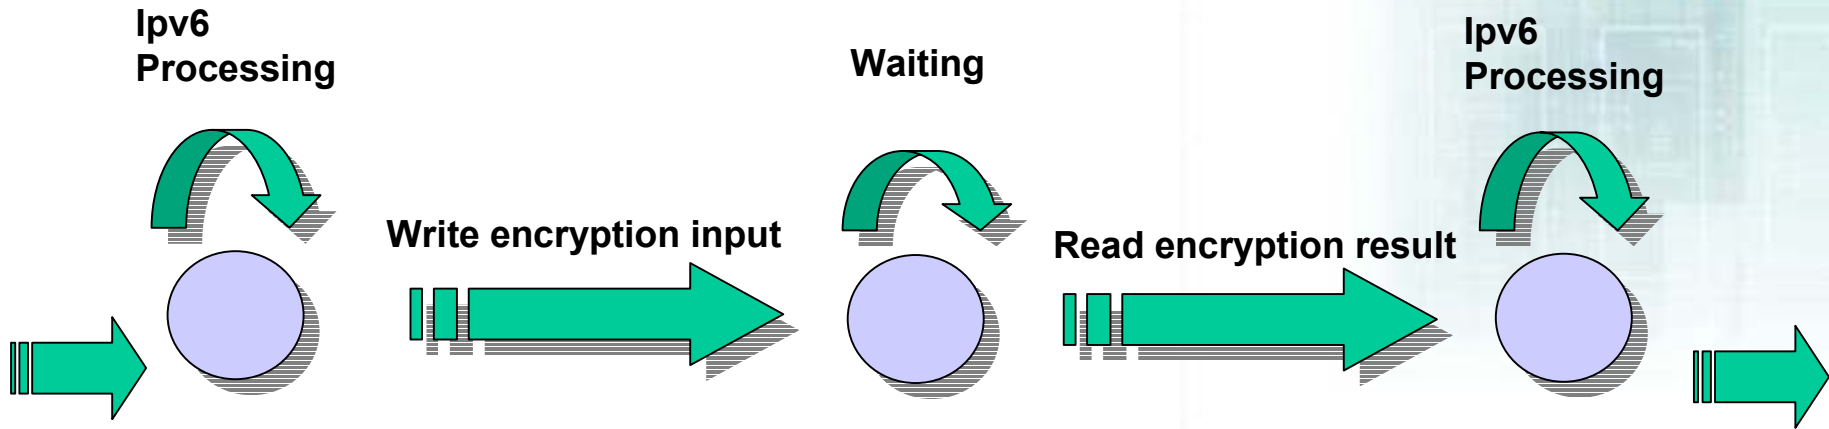 Ipv6
Processing
Write encryption input
Waiting
Read encryption result
Ipv6
Processing